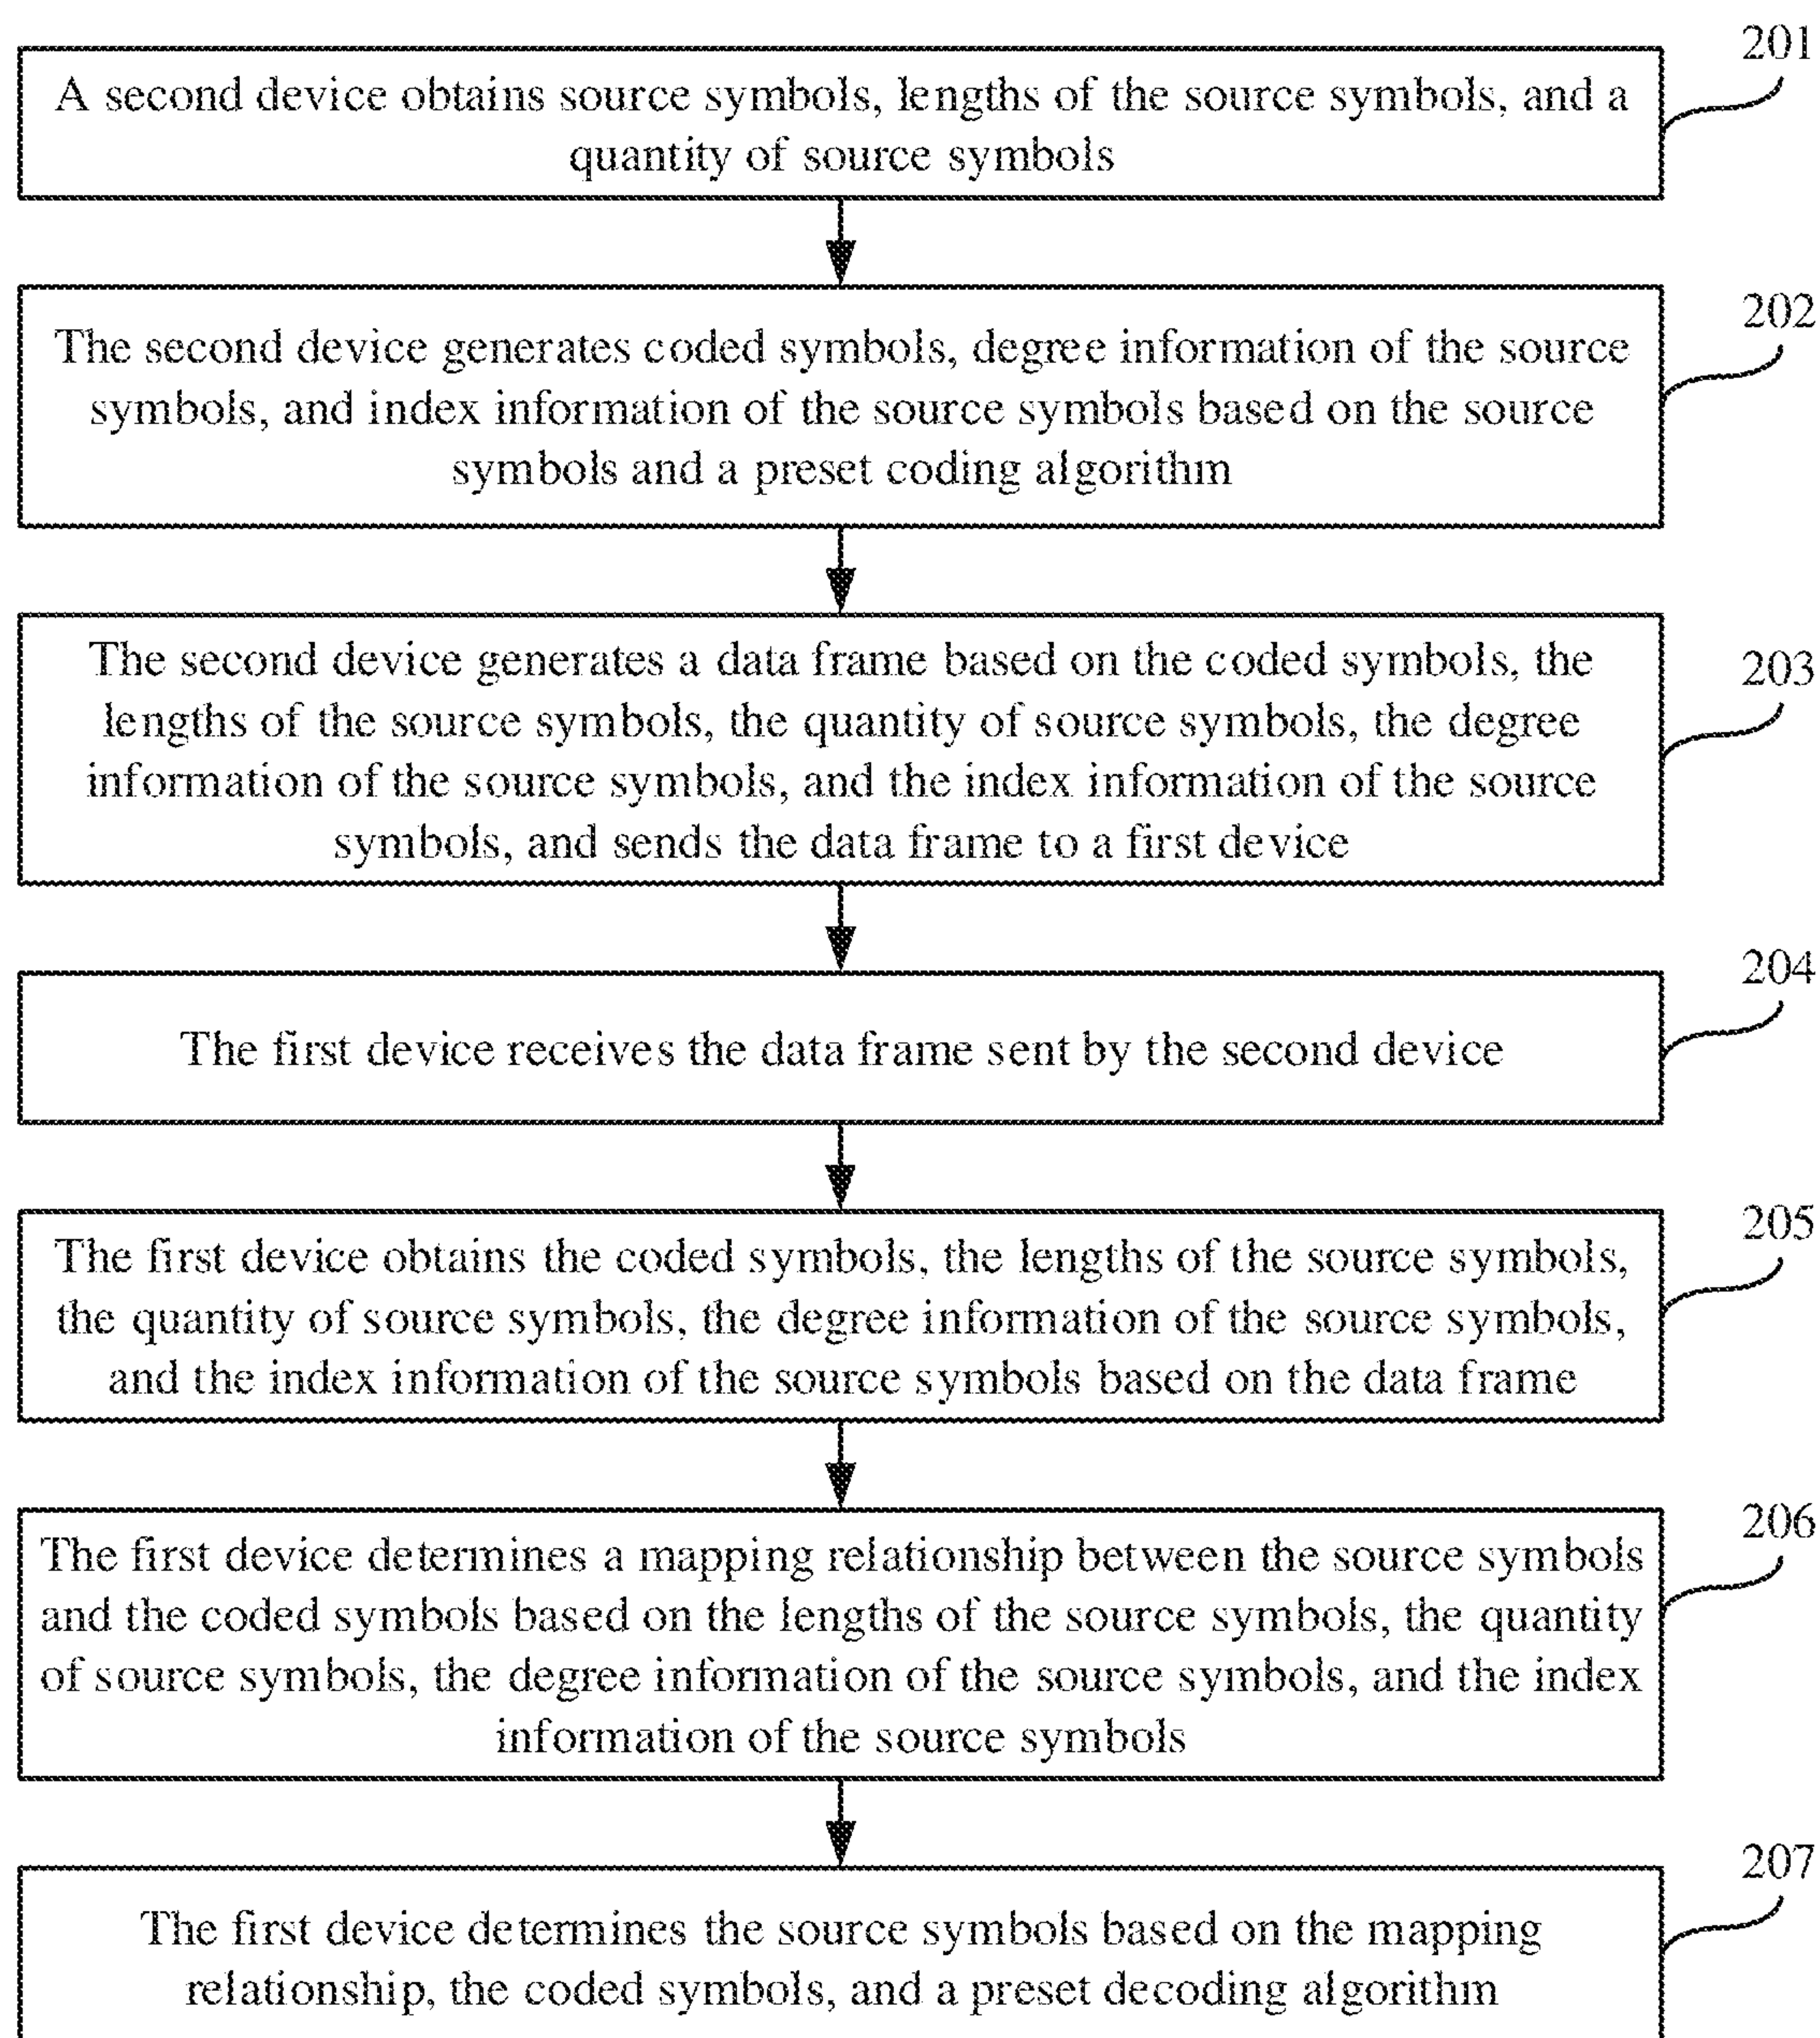 201
A second device obtains source symbols, lengths of the source symbols, and a
quantity of source symbols
202
The second device generates coded symbols, degree information of the source
symbols, and index information of the source symbols based on the source
symbols and a preset coding algorithm
203
The second device generates a data frame based on the coded symbols, the
lengths of the source symbols, the quantity of source symbols, the degree
information of the source symbols, and the index information of the source
symbols, and sends the data frame to a first device
204
The first device receives the data frame sent by the second device
205
The first device obtains the coded symbols, the lengths of the source symbols,
the quantity of source symbols, the degree information of the source symbols,
and the index information of the source symbols based on the data frame
206
The first device determines a mapping relationship between the source symbols
and the coded symbols based on the lengths of the source symbols, the quantity
of source symbols, the degree information of the source symbols, and the index
information of the source symbols
207
The first device determines the source symbols based on the mapping
relationship, the coded symbols, and a preset decoding algorithm